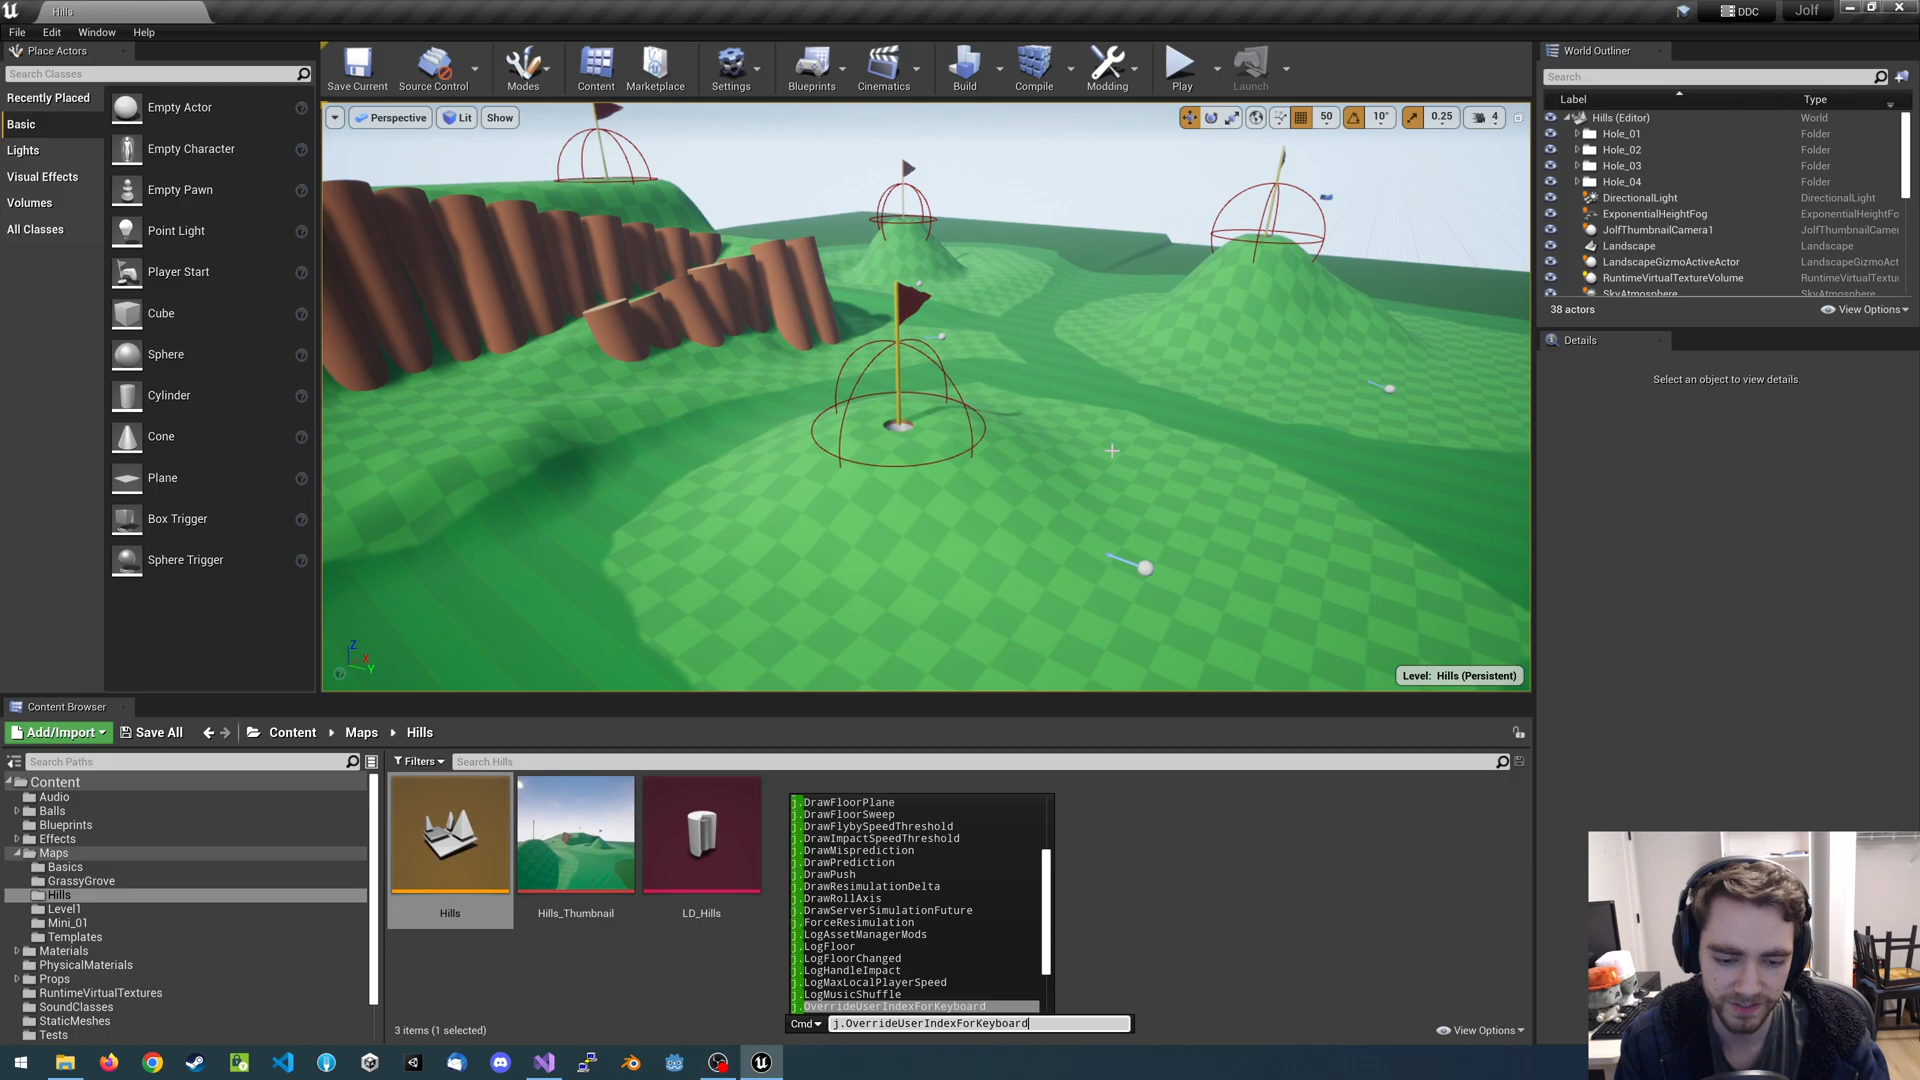 Hills
DDC
Jolf
File Edit Window Help
Place Actors
Search Classes
Recently Placed
Basic
Lights
Visual Effects
Volumes
All Classes
Empty Actor
Empty Character
Empty Pawn
Point Light
Player Start
Cube
Sphere
Cylinder
Cone
Plane
Box Trigger
Sphere Trigger
Save Current
Source Control
Modes
Content
Marketplace
Settings
Blueprints
Cinematics
Build
Compile
Modding
Play
Launch
Perspective
Lit
Show
50
10°
0.25
4
Z
X
Y
Level: Hills (Persistent)
World Outliner
Search...
Label Type
Hills (Editor) World
Hole_01 Folder
Hole_02 Folder
Hole_03 Folder
Hole_04 Folder
DirectionalLight DirectionalLight
ExponentialHeightFog ExponentialHeightFo
JolfThumbnailCamera1 JolfThumbnailCamer
Landscape Landscape
LandscapeGizmoActiveActor LandscapeGizmoAct
RuntimeVirtualTextureVolume RuntimeVirtualTextur
SkyAtmosphere SkyAtmosphere
38 actors
View Options
Details
Select an object to view details.
Content Browser
Add/Import
Save All
Content
Maps
Hills
Search Paths
Filters
Search Hills
Content
Audio
Balls
Blueprints
Effects
Maps
Basics
GrassyGrove
Hills
Level1
Mini_01
Templates
Materials
PhysicalMaterials
Props
RuntimeVirtualTextures
SoundClasses
StaticMeshes
Tests
Hills
Hills_Thumbnail
LD_Hills
j.DrawFloorPlane
j.DrawFloorSweep
j.DrawFlybySpeedThreshold
j.DrawImpactSpeedThreshold
j.DrawMisprediction
j.DrawPrediction
j.DrawPush
j.DrawResimulationDelta
j.DrawRollAxis
j.DrawServerSimulationFuture
j.ForceResimulation
j.LogAssetManagerMods
j.LogFloor
j.LogFloorChanged
j.LogHandleImpact
j.LogMaxLocalPlayerSpeed
j.LogMusicShuffle
j.OverrideUserIndexForKeyboard
Cmd
j.OverrideUserIndexForKeyboard
3 items (1 selected)
View Options